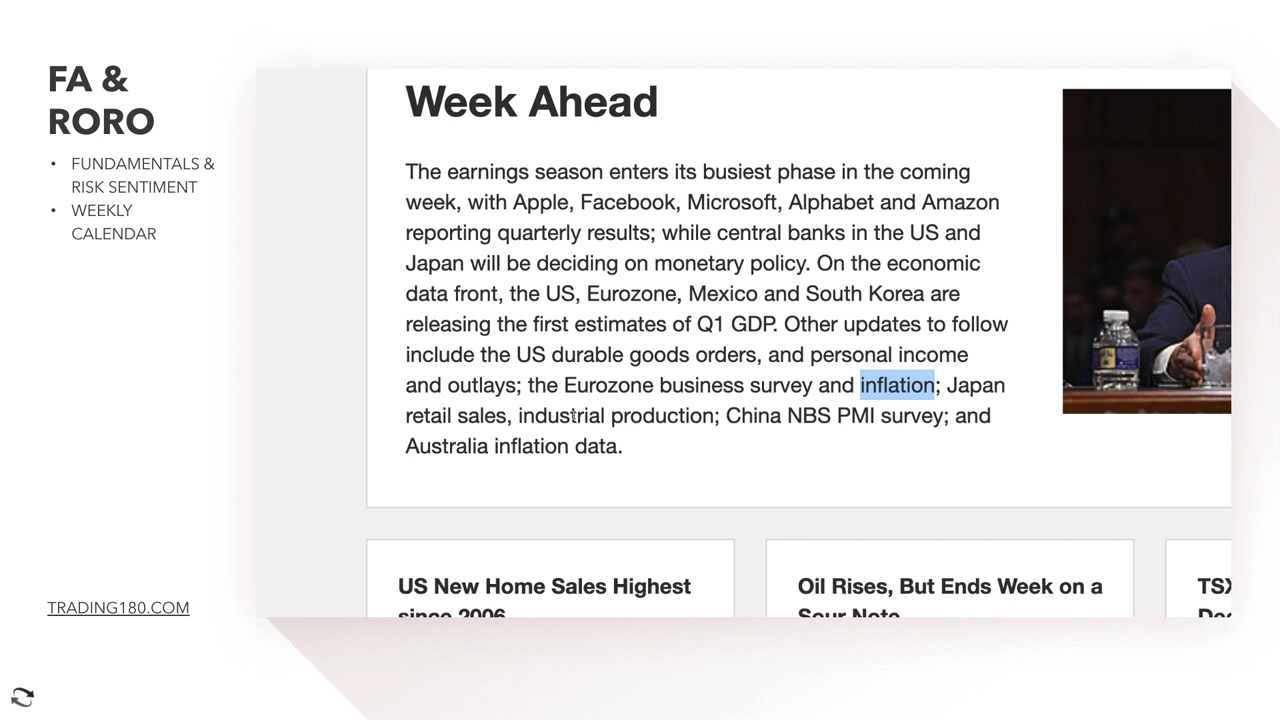 FA &
RORO
• FUNDAMENTALS &
RISK SENTIMENT
• WEEKLY
CALENDAR
TRADING180.COM
Week Ahead
The earnings season enters its busiest phase in the coming
week, with Apple, Facebook, Microsoft, Alphabet and Amazon
reporting quarterly results; while central banks in the US and
Japan will be deciding on monetary policy. On the economic
data front, the US, Eurozone, Mexico and South Korea are
releasing the first estimates of Q1 GDP. Other updates to follow
include the US durable goods orders, and personal income
and outlays; the Eurozone business survey and inflation; Japan
retail sales, industrial production; China NBS PMI survey; and
Australia inflation data.
US New Home Sales Highest
since 2006
Oil Rises, But Ends Week on a
Sour Note
TSX